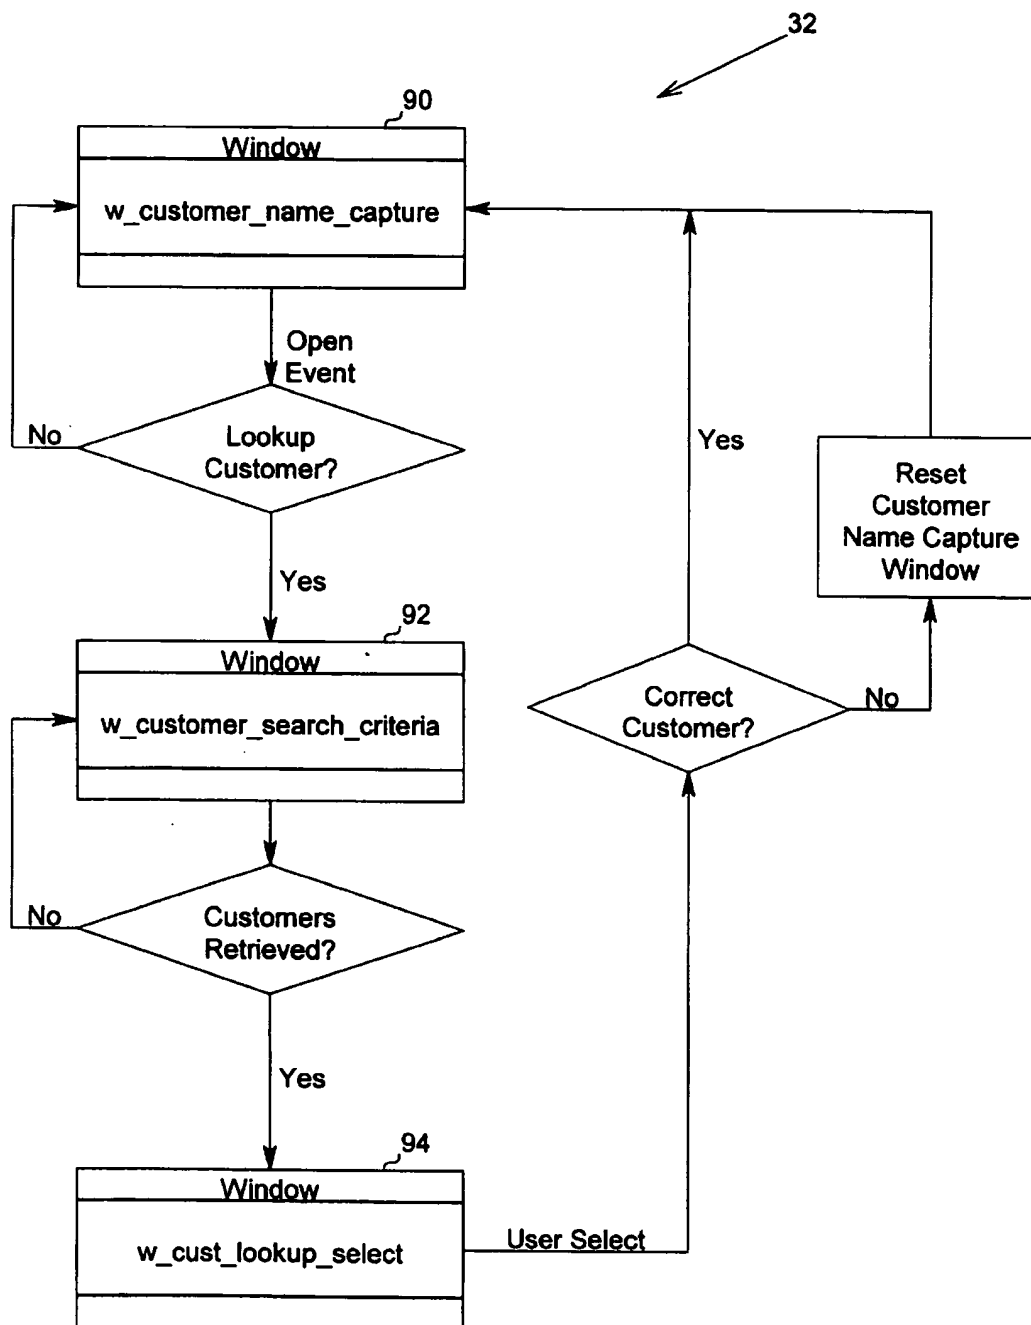 32
90
Window
w_customer_name_capture
Open
Event
No
Lookup
Customer?
Yes
Yes
Reset
Customer
Name Capture
Window
92
Window
w_customer_search_criteria
Correct
Customer?
No
No
Customers
Retrieved?
Yes
94
Window
w_cust_lookup_select
User Select